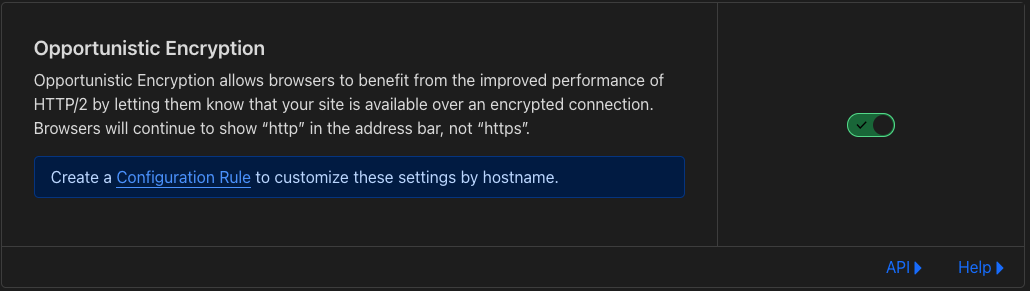 Opportunistic Encryption
Opportunistic Encryption allows browsers to benefit from the improved performance of
HTTP/2 by letting them know that your site is available over an encrypted connection.
Browsers will continue to show “http” in the address bar, not “https”.
Create a Configuration Rule to customize these settings by hostname.
API
Help